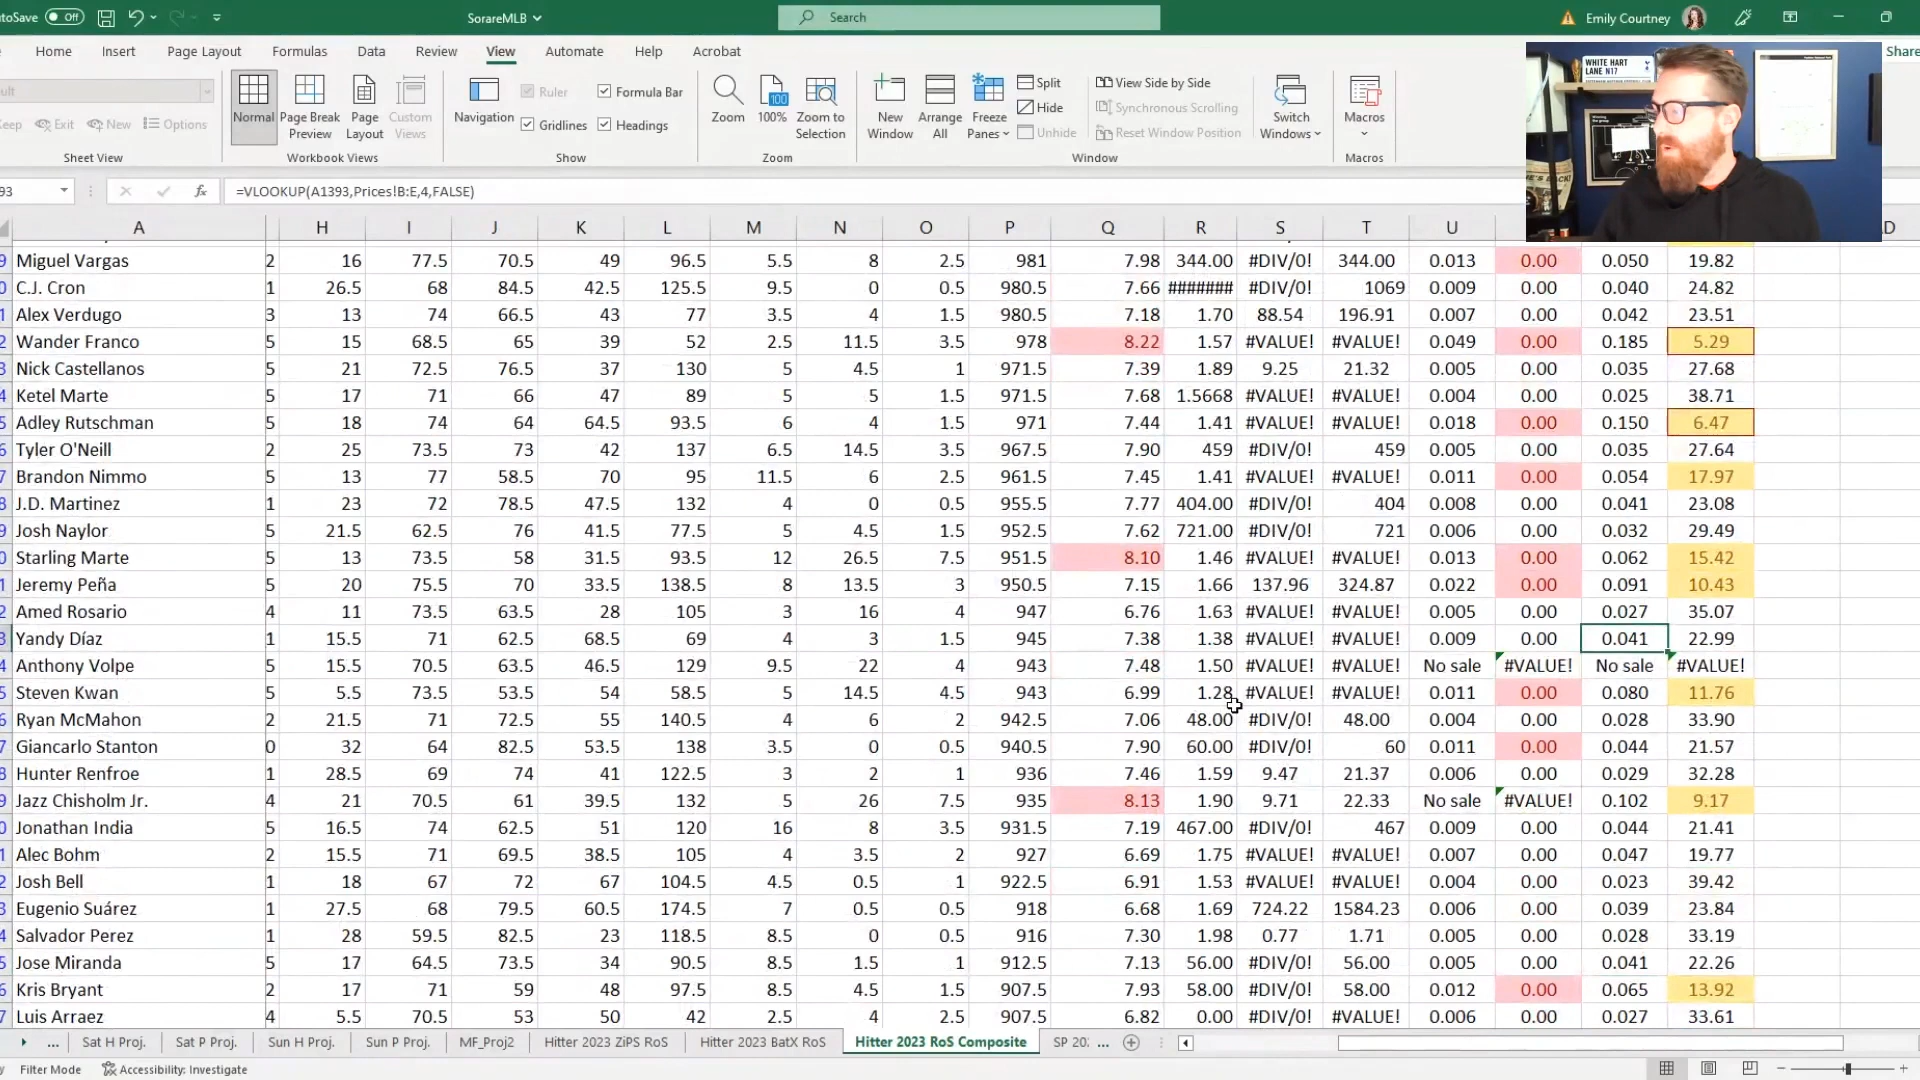 utoSave Off SorareMLB Search Emily Courtney
Home Insert Page Layout Formulas Data Review View Automate Help Acrobat Share
ult
eep Exit New Options
Sheet View
Normal Page Break Preview Page Layout Custom Views
Workbook Views
Navigation Ruler Formula Bar
Gridlines Headings
Show
Zoom 100% Zoom to Selection
Zoom
New Window Arrange All Freeze Panes Split Hide Unhide
View Side by Side
Synchronous Scrolling
Reset Window Position
Switch Windows
Window
Macros
Macros
WHITE HART
LANE N17
93 =VLOOKUP(A1393,Prices!B:E,4,FALSE)
A H I J K L M N O P Q R S T U D
9 Miguel Vargas 2 16 77.5 70.5 49 96.5 5.5 8 2.5 981 7.98 344.00 #DIV/0! 344.00 0.013 0.00 0.050 19.82
0 C.J. Cron 1 26.5 68 84.5 42.5 125.5 9.5 0 0.5 980.5 7.66 ####### #DIV/0! 1069 0.009 0.00 0.040 24.82
1 Alex Verdugo 3 13 74 66.5 43 77 3.5 4 1.5 980.5 7.18 1.70 88.54 196.91 0.007 0.00 0.042 23.51
2 Wander Franco 5 15 68.5 65 39 52 2.5 11.5 3.5 978 8.22 1.57 #VALUE! #VALUE! 0.049 0.00 0.185 5.29
3 Nick Castellanos 5 21 72.5 76.5 37 130 5 4.5 1 971.5 7.39 1.89 9.25 21.32 0.005 0.00 0.035 27.68
4 Ketel Marte 5 17 71 66 47 89 5 5 1.5 971.5 7.68 1.5668 #VALUE! #VALUE! 0.004 0.00 0.025 38.71
5 Adley Rutschman 5 18 74 64 64.5 93.5 6 4 1.5 971 7.44 1.41 #VALUE! #VALUE! 0.018 0.00 0.150 6.47
6 Tyler O'Neill 2 25 73.5 73 42 137 6.5 14.5 3.5 967.5 7.90 459 #DIV/0! 459 0.005 0.00 0.035 27.64
7 Brandon Nimmo 5 13 77 58.5 70 95 11.5 6 2.5 961.5 7.45 1.41 #VALUE! #VALUE! 0.011 0.00 0.054 17.97
8 J.D. Martinez 1 23 72 78.5 47.5 132 4 0 0.5 955.5 7.77 404.00 #DIV/0! 404 0.008 0.00 0.041 23.08
9 Josh Naylor 5 21.5 62.5 76 41.5 77.5 5 4.5 1.5 952.5 7.62 721.00 #DIV/0! 721 0.006 0.00 0.032 29.49
0 Starling Marte 5 13 73.5 58 31.5 93.5 12 26.5 7.5 951.5 8.10 1.46 #VALUE! #VALUE! 0.013 0.00 0.062 15.42
1 Jeremy Peña 5 20 75.5 70 33.5 138.5 8 13.5 3 950.5 7.15 1.66 137.96 324.87 0.022 0.00 0.091 10.43
2 Amed Rosario 4 11 73.5 63.5 28 105 3 16 4 947 6.76 1.63 #VALUE! #VALUE! 0.005 0.00 0.027 35.07
3 Yandy Díaz 1 15.5 71 62.5 68.5 69 4 3 1.5 945 7.38 1.38 #VALUE! #VALUE! 0.009 0.00 0.041 22.99
4 Anthony Volpe 5 15.5 70.5 63.5 46.5 129 9.5 22 4 943 7.48 1.50 #VALUE! #VALUE! No sale #VALUE! No sale #VALUE!
5 Steven Kwan 5 5.5 73.5 53.5 54 58.5 5 14.5 4.5 943 6.99 1.28 #VALUE! #VALUE! 0.011 0.00 0.080 11.76
6 Ryan McMahon 2 21.5 71 72.5 55 140.5 4 6 2 942.5 7.06 48.00 #DIV/0! 48.00 0.004 0.00 0.028 33.90
7 Giancarlo Stanton 0 32 64 82.5 53.5 138 3.5 0 0.5 940.5 7.90 60.00 #DIV/0! 60 0.011 0.00 0.044 21.57
8 Hunter Renfroe 1 28.5 69 74 41 122.5 3 2 1 936 7.46 1.59 9.47 21.37 0.006 0.00 0.029 32.28
9 Jazz Chisholm Jr. 4 21 70.5 61 39.5 132 5 26 7.5 935 8.13 1.90 9.71 22.33 No sale #VALUE! 0.102 9.17
0 Jonathan India 5 16.5 74 62.5 51 120 16 8 3.5 931.5 7.19 467.00 #DIV/0! 467 0.009 0.00 0.044 21.41
1 Alec Bohm 2 15.5 71 69.5 38.5 105 4 3.5 2 927 6.69 1.75 #VALUE! #VALUE! 0.007 0.00 0.047 19.77
2 Josh Bell 1 18 67 72 67 104.5 4.5 0.5 1 922.5 6.91 1.53 #VALUE! #VALUE! 0.004 0.00 0.023 39.42
3 Eugenio Suárez 1 27.5 68 79.5 60.5 174.5 7 0.5 0.5 918 6.68 1.69 724.22 1584.23 0.006 0.00 0.039 23.84
4 Salvador Perez 1 28 59.5 82.5 23 118.5 8.5 0 0.5 916 7.30 1.98 0.77 1.71 0.005 0.00 0.028 33.19
5 Jose Miranda 5 17 64.5 73.5 34 90.5 8.5 1.5 1 912.5 7.13 56.00 #DIV/0! 56.00 0.005 0.00 0.041 22.26
6 Kris Bryant 2 17 71 59 48 97.5 8.5 4.5 1.5 907.5 7.93 58.00 #DIV/0! 58.00 0.012 0.00 0.065 13.92
7 Luis Arraez 4 5.5 70.5 53 50 42 2.5 4 2.5 907.5 6.82 0.00 #DIV/0! #VALUE! 0.006 0.00 0.027 33.61
... Sat H Proj. Sat P Proj. Sun H Proj. Sun P Proj. MF_Proj2 Hitter 2023 ZiPS RoS Hitter 2023 BatX RoS Hitter 2023 RoS Composite SP 20 ...
y Filter Mode Accessibility: Investigate